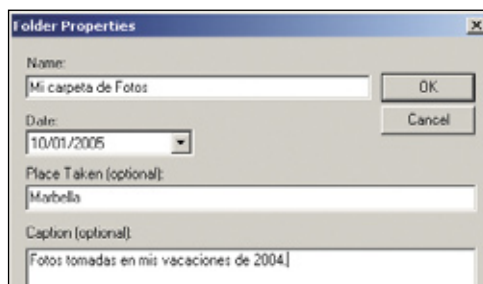 Folder Properties
Name:
Mi carpeta de Fotos
OK
Date:
Cancel
10/01/2005
Place Taken (optional):
Marbella
Caption (optional):
Fotos tomadas en mis vacaciones de 2004.